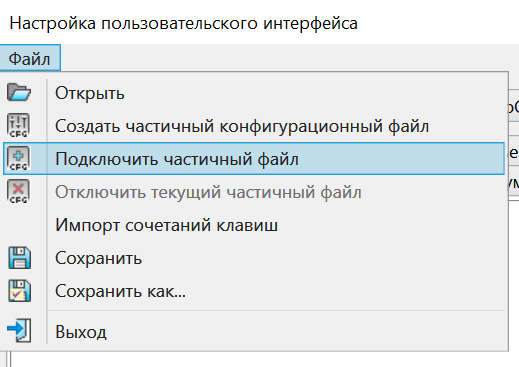 Настройка пользовательского интерфейса
Файл
Открыть
Создать частичный конфигурационный файл
Подключить частичный файл
Отключить текущий частичный файл
Импорт сочетаний клавиш
Сохранить
Сохранить как...
Выход